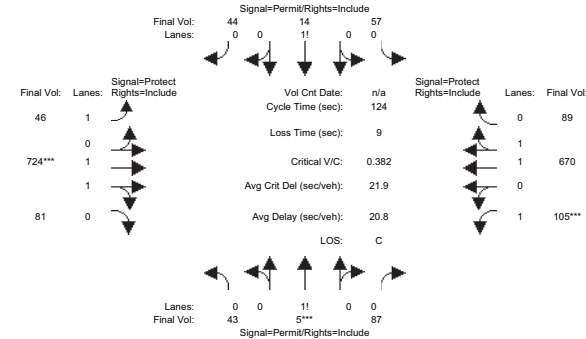 Signal=Permit/Rights=Include
Final Vol: 44 14 57
Lanes: 0 0 1! 0 0
Signal=Protect Signal=Protect
Final Vol: Lanes: Rights=Include Vol Cnt Date: n/a Rights=Include Lanes: Final Vol:
Cycle Time (sec): 124
46 1 0 89
Loss Time (sec): 9
0 1
724*** 1 Critical V/C: 0.382 1 670
1 Avg Crit Del (sec/veh): 21.9 0
81 0 Avg Delay (sec/veh): 20.8 1 105***
LOS: C
Lanes: 0 0 1! 0 0
Final Vol: 43 5*** 87
Signal=Permit/Rights=Include